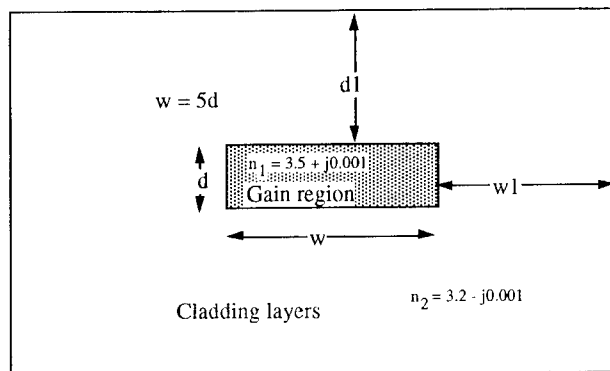 d1
w = 5d
n1 = 3.5 + j0.001
d
Gain region
w1
w
n2 = 3.2 - j0.001
Cladding layers